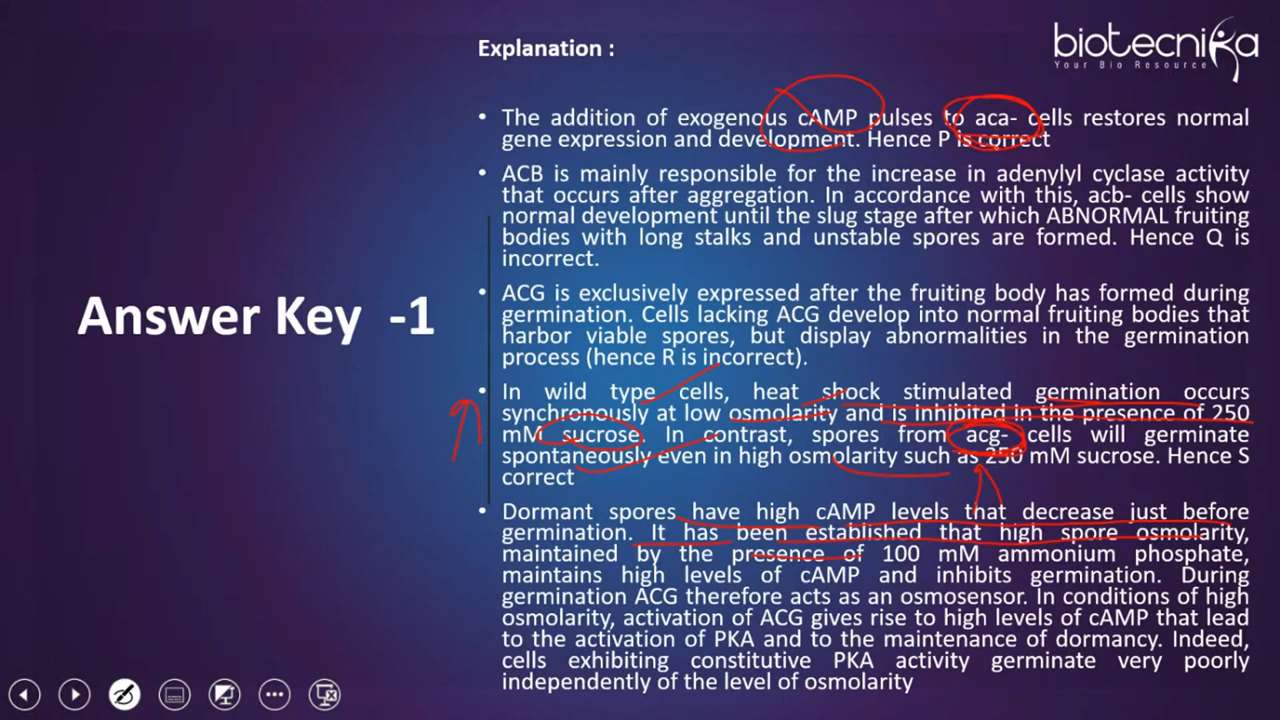 Explanation :
biotecnika
Your Bio Resource
• The addition of exogenous cAMP pulses to aca- cells restores normal
gene expression and development. Hence P is correct
• ACB is mainly responsible for the increase in adenylyl cyclase activity
that occurs after aggregation. In accordance with this, acb- cells show
normal development until the slug stage after which ABNORMAL fruiting
bodies with long stalks and unstable spores are formed. Hence Q is
incorrect.
• ACG is exclusively expressed after the fruiting body has formed during
germination. Cells lacking ACG develop into normal fruiting bodies that
harbor viable spores, but display abnormalities in the germination
process (hence R is incorrect).
Answer Key -1
• In wild type cells, heat shock stimulated germination occurs
synchronously at low osmolarity and is inhibited in the presence of 250
mM sucrose. In contrast, spores from acg- cells will germinate
spontaneously even in high osmolarity such as 250 mM sucrose. Hence S
correct
• Dormant spores have high cAMP levels that decrease just before
germination. It has been established that high spore osmolarity,
maintained by the presence of 100 mM ammonium phosphate,
maintains high levels of cAMP and inhibits germination. During
germination ACG therefore acts as an osmosensor. In conditions of high
osmolarity, activation of ACG gives rise to high levels of cAMP that lead
to the activation of PKA and to the maintenance of dormancy. Indeed,
cells exhibiting constitutive PKA activity germinate very poorly
independently of the level of osmolarity